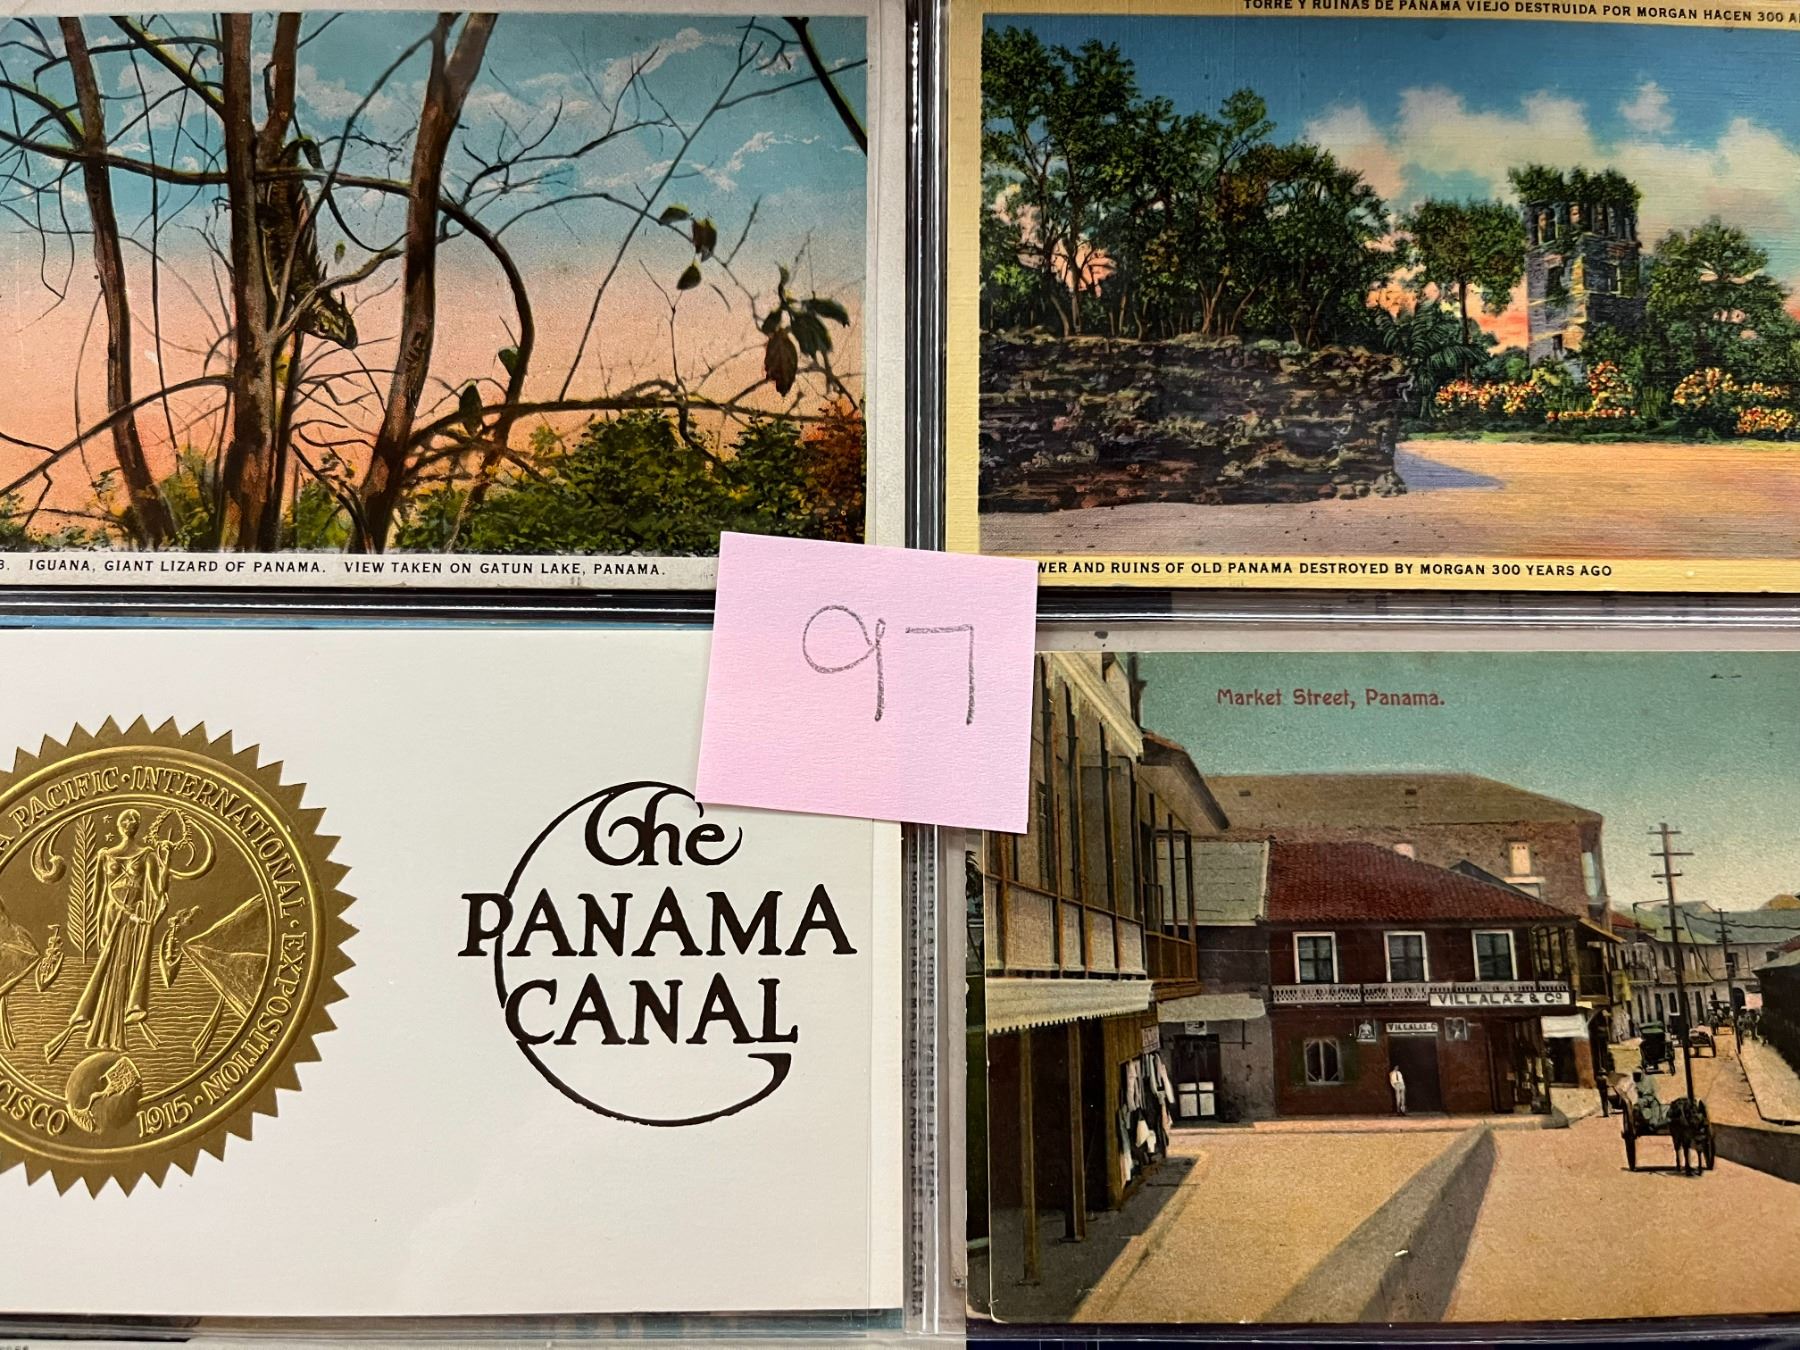 TORRE Y RUINAS DE PANAMA VIEJO DESTRUIDA POR MORGAN HACEN 300
IGUANA, GIANT LIZARD OF PANAMA. VIEW TAKEN ON GATUN LAKE, PANAMA.
WER AND RUINS OF OLD PANAMA DESTROYED BY MORGAN 300 YEARS AGO
97
Market Street, Panama.
PACIFIC · INTERNATIONAL · EXPOSITION · 1915 ·
CISCO
The
PANAMA
CANAL
VILLALAZ & Co
VILLALAZ